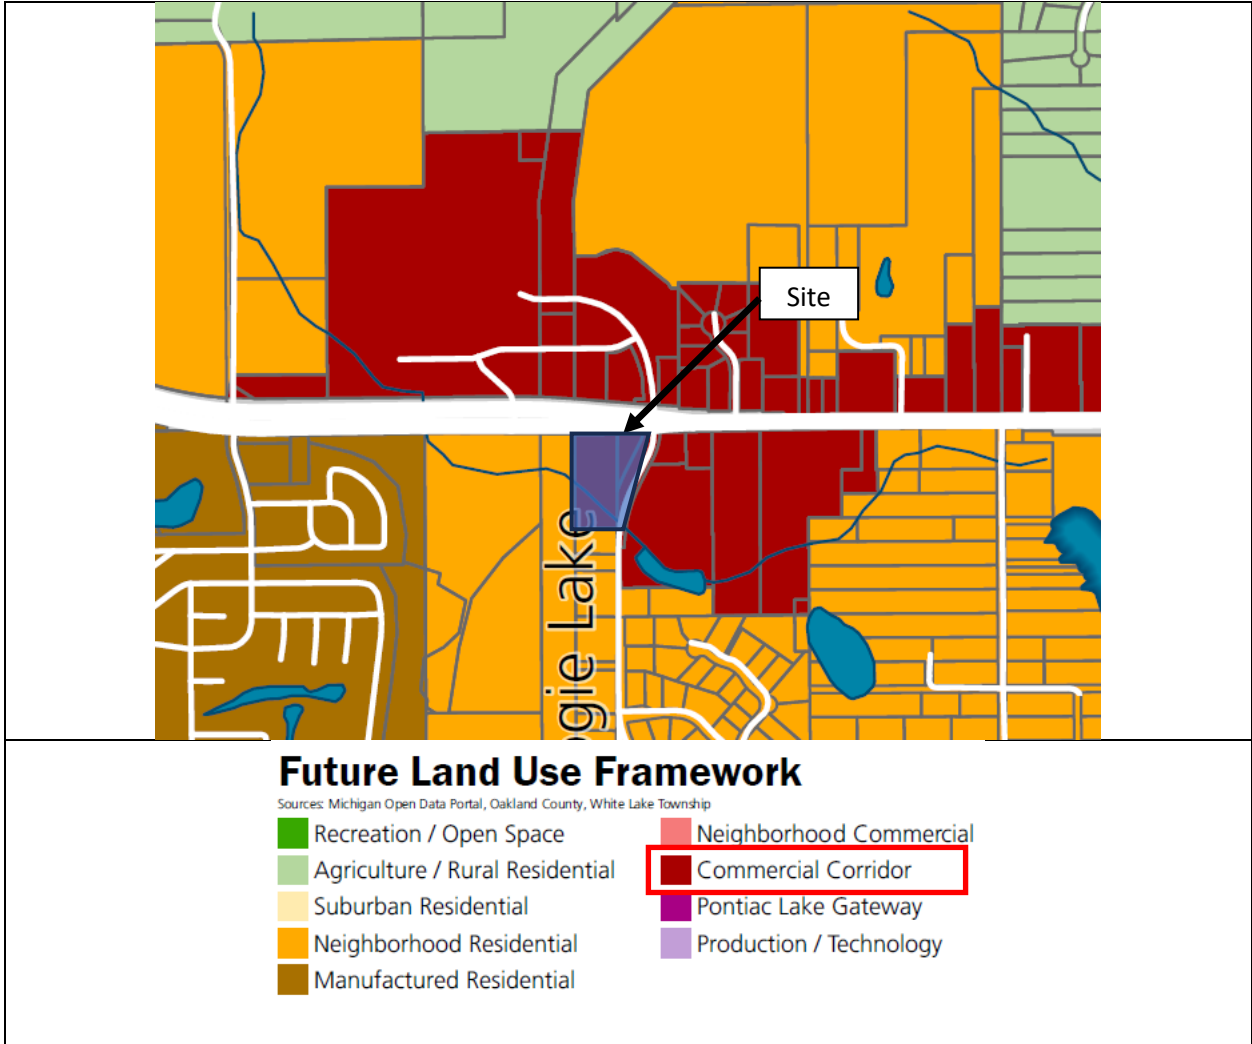 Site
ogie Lake
Future Land Use Framework
Sources: Michigan Open Data Portal, Oakland County, White Lake Township
Recreation / Open Space
Agriculture / Rural Residential
Suburban Residential
Neighborhood Residential
Manufactured Residential
Neighborhood Commercial
Commercial Corridor
Pontiac Lake Gateway
Production / Technology